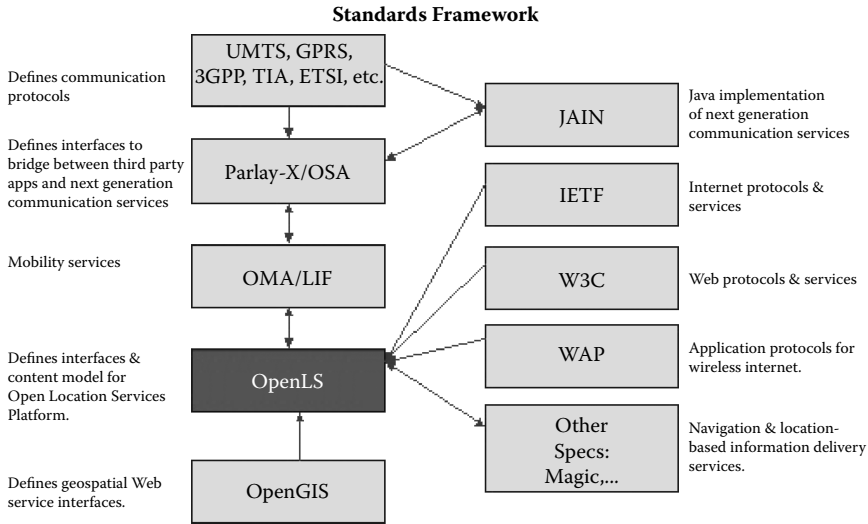 Standards Framework
Defines communication
protocols
UMTS, GPRS,
3GPP, TIA, ETSI, etc.
JAIN
Java implementation
of next generation
communication services
Defines interfaces to
bridge between third party
apps and next generation
communication services
Parlay-X/OSA
IETF
Internet protocols &
services
Mobility services
OMA/LIF
W3C
Web protocols & services
Defines interfaces &
content model for
Open Location Services
Platform.
OpenLS
WAP
Application protocols for
wireless internet.
Other
Specs:
Magic,...
Navigation & location-
based information delivery
services.
Defines geospatial Web
service interfaces.
OpenGIS